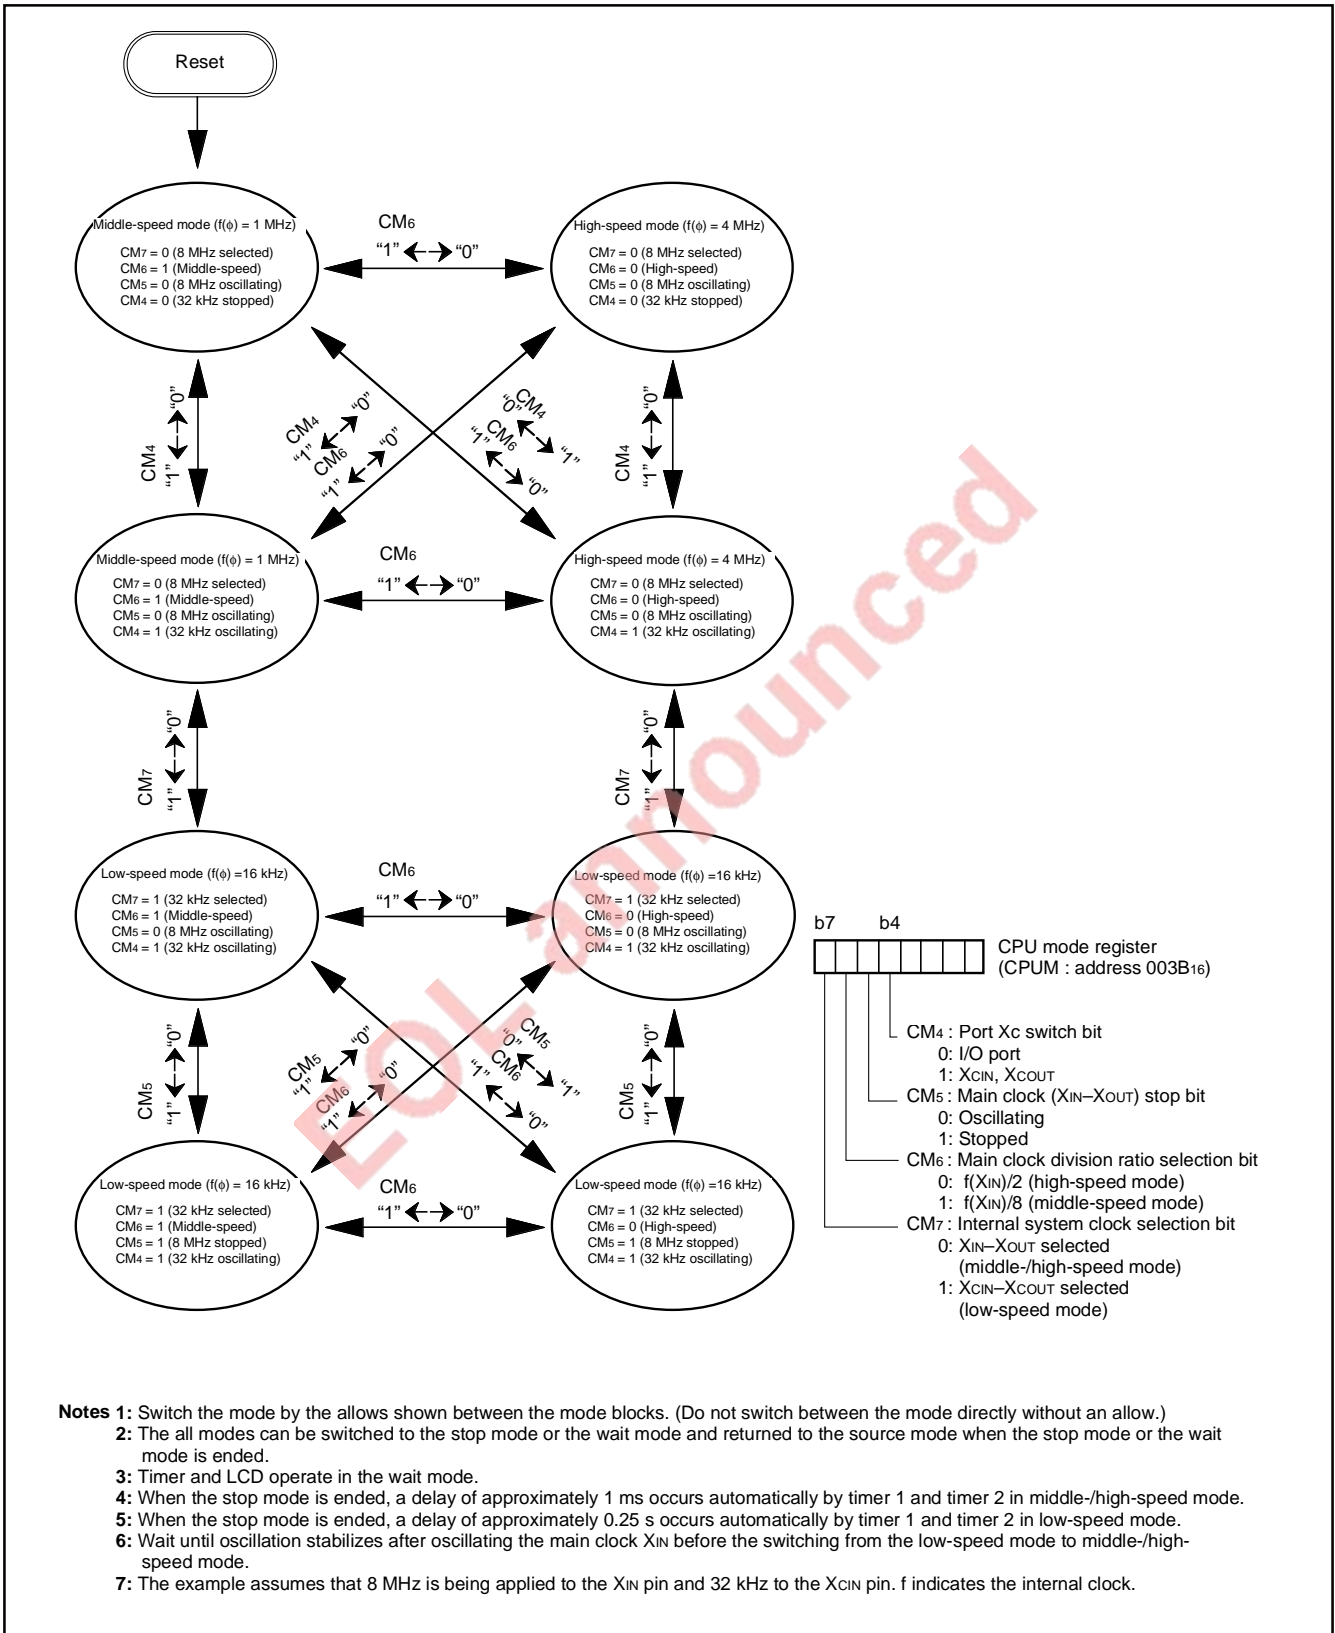 Reset
Middle-speed mode (f(ϕ) = 1 MHz)
CM7 = 0 (8 MHz selected)
CM6 = 1 (Middle-speed)
CM5 = 0 (8 MHz oscillating)
CM4 = 0 (32 kHz stopped)
CM6
“1” “0”
High-speed mode (f(ϕ) = 4 MHz)
CM7 = 0 (8 MHz selected)
CM6 = 0 (High-speed)
CM5 = 0 (8 MHz oscillating)
CM4 = 0 (32 kHz stopped)
CM4
“1” “0”
CM4
“1” “0”
CM6
“1” “0”
CM4
“0” “1”
CM6
“1” “0”
CM4
“1” “0”
Middle-speed mode (f(ϕ) = 1 MHz)
CM7 = 0 (8 MHz selected)
CM6 = 1 (Middle-speed)
CM5 = 0 (8 MHz oscillating)
CM4 = 1 (32 kHz oscillating)
CM6
“1” “0”
High-speed mode (f(ϕ) = 4 MHz)
CM7 = 0 (8 MHz selected)
CM6 = 0 (High-speed)
CM5 = 0 (8 MHz oscillating)
CM4 = 1 (32 kHz oscillating)
CM7
“1” “0”
CM7
“1” “0”
Low-speed mode (f(ϕ) =16 kHz)
CM7 = 1 (32 kHz selected)
CM6 = 1 (Middle-speed)
CM5 = 0 (8 MHz oscillating)
CM4 = 1 (32 kHz oscillating)
CM6
“1” “0”
Low-speed mode (f(ϕ) =16 kHz)
CM7 = 1 (32 kHz selected)
CM6 = 0 (High-speed)
CM5 = 0 (8 MHz oscillating)
CM4 = 1 (32 kHz oscillating)
CM5
“1” “0”
CM5
“1” “0”
CM6
“1” “0”
CM5
“0” “1”
CM6
“1” “0”
CM5
“1” “0”
Low-speed mode (f(ϕ) = 16 kHz)
CM7 = 1 (32 kHz selected)
CM6 = 1 (Middle-speed)
CM5 = 1 (8 MHz stopped)
CM4 = 1 (32 kHz oscillating)
CM6
“1” “0”
Low-speed mode (f(ϕ) =16 kHz)
CM7 = 1 (32 kHz selected)
CM6 = 0 (High-speed)
CM5 = 1 (8 MHz stopped)
CM4 = 1 (32 kHz oscillating)
b7 b4
CPU mode register
(CPUM : address 003B16)
CM4 : Port Xc switch bit
0: I/O port
1: XCIN, XCOUT
CM5 : Main clock (XIN–XOUT) stop bit
0: Oscillating
1: Stopped
CM6 : Main clock division ratio selection bit
0: f(XIN)/2 (high-speed mode)
1: f(XIN)/8 (middle-speed mode)
CM7 : Internal system clock selection bit
0: XIN–XOUT selected
(middle-/high-speed mode)
1: XCIN–XCOUT selected
(low-speed mode)
EOL announced
Notes 1: Switch the mode by the allows shown between the mode blocks. (Do not switch between the mode directly without an allow.)
2: The all modes can be switched to the stop mode or the wait mode and returned to the source mode when the stop mode or the wait
mode is ended.
3: Timer and LCD operate in the wait mode.
4: When the stop mode is ended, a delay of approximately 1 ms occurs automatically by timer 1 and timer 2 in middle-/high-speed mode.
5: When the stop mode is ended, a delay of approximately 0.25 s occurs automatically by timer 1 and timer 2 in low-speed mode.
6: Wait until oscillation stabilizes after oscillating the main clock XIN before the switching from the low-speed mode to middle-/high-
speed mode.
7: The example assumes that 8 MHz is being applied to the XIN pin and 32 kHz to the XCIN pin. f indicates the internal clock.